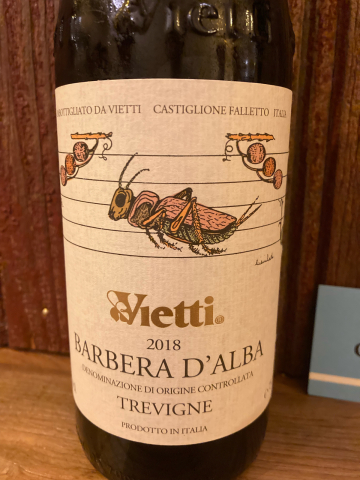 IMBOTTIGLIATO DA VIETTI CASTIGLIONE FALLETTO ITALIA
Vietti
2018
BARBERA D'ALBA
DENOMINAZIONE DI ORIGINE CONTROLLATA
TREVIGNE
PRODOTTO IN ITALIA